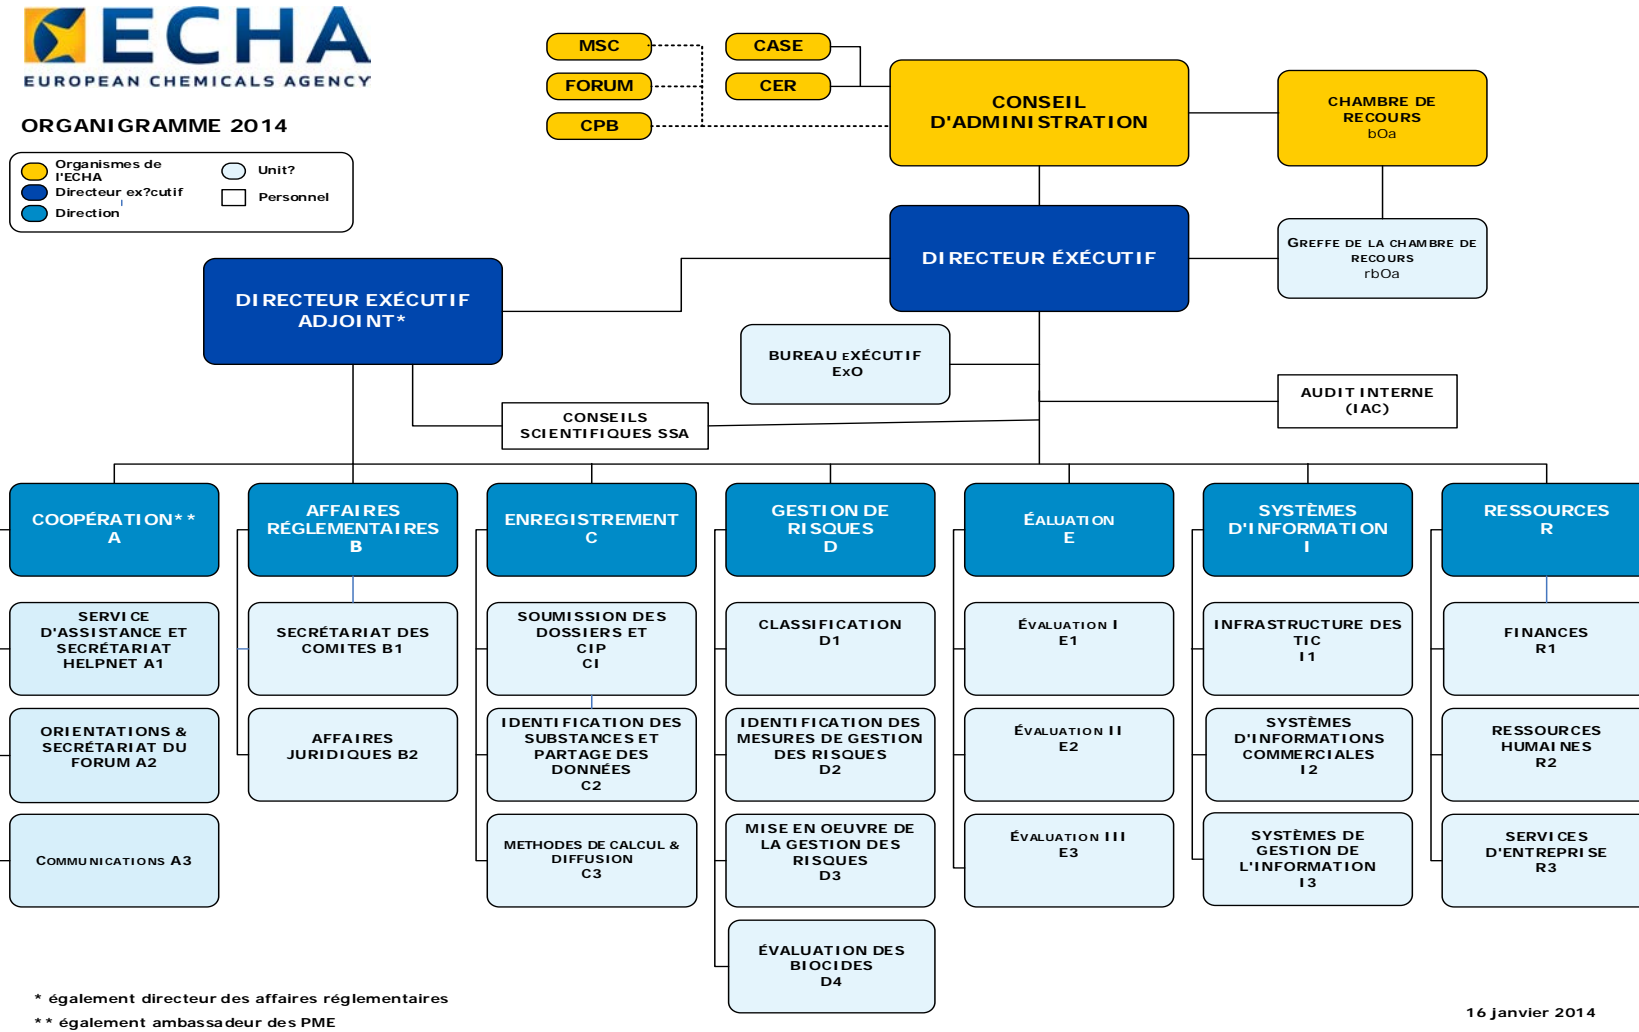 ECHA
EUROPEAN CHEMICALS AGENCY
ORGANIGRAMME 2014
Organismes de
l'ECHA
Directeur ex?cutif
Direction
Unit?
Personnel
MSC
FORUM
CPB
CASE
CER
CONSEIL
D'ADMINISTRATION
CHAMBRE DE
RECOURS
bOa
DIRECTEUR ÉXÉCUTIF
GREFFE DE LA CHAMBRE DE
RECOURS
rbOa
DIRECTEUR EXÉCUTIF
ADJOINT*
BUREAU EXÉCUTIF
ExO
AUDIT INTERNE
(IAC)
CONSEILS
SCIENTIFIQUES SSA
COOPÉRATION**
A
AFFAIRES
RÉGLEMENTAIRES
B
ENREGISTREMENT
C
GESTION DE
RISQUES
D
ÉALUATION
E
SYSTÈMES
D'INFORMATION
I
RESSOURCES
R
SERVICE
D'ASSISTANCE ET
SECRÉTARIAT
HELPNET A1
SECRÉTARIAT DES
COMITES B1
SOUMISSION DES
DOSSIERS ET
CIP
CI
CLASSIFICATION
D1
ÉVALUATION I
E1
INFRASTRUCTURE DES
TIC
I1
FINANCES
R1
ORIENTATIONS &
SECRÉTARIAT DU
FORUM A2
AFFAIRES
JURIDIQUES B2
IDENTIFICATION DES
SUBSTANCES ET
PARTAGE DES
DONNÉES
C2
IDENTIFICATION DES
MESURES DE GESTION
DES RISQUES
D2
ÉVALUATION II
E2
SYSTÈMES
D'INFORMATIONS
COMMERCIALES
I2
RESSOURCES
HUMAINES
R2
COMMUNICATIONS A3
METHODES DE CALCUL &
DIFFUSION
C3
MISE EN OEUVRE DE
LA GESTION DES
RISQUES
D3
ÉVALUATION III
E3
SYSTÈMES DE
GESTION DE
L'INFORMATION
I3
SERVICES
D'ENTREPRISE
R3
ÉVALUATION DES
BIOCIDES
D4
* également directeur des affaires réglementaires
** également ambassadeur des PME
16 janvier 2014